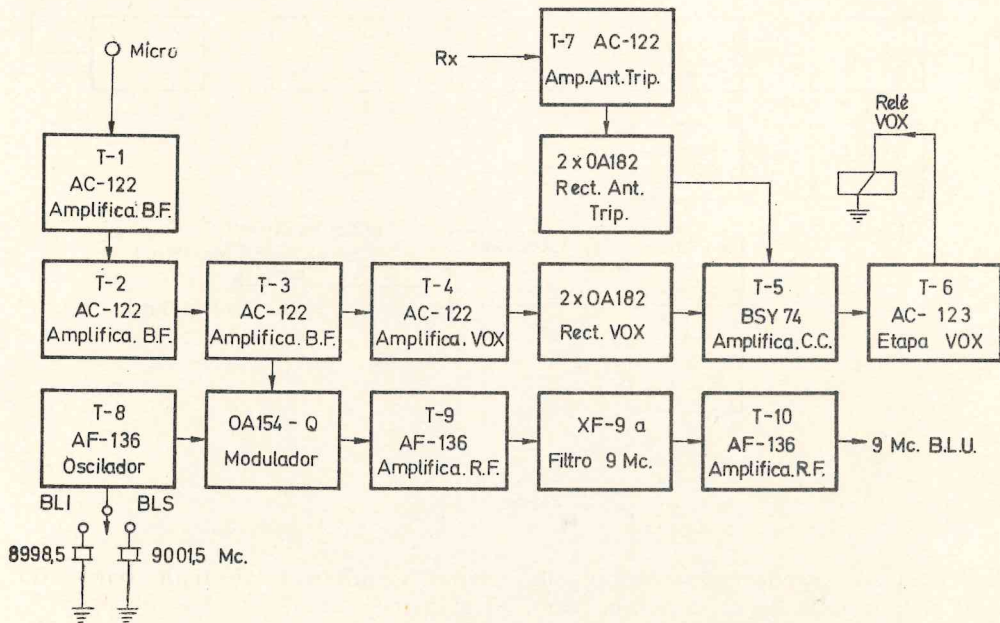 Micro
Rx
T-7 AC-122
Amp.Ant.Trip.
Relé
VOX
T-1
AC-122
Amplifica. B.F.
2 x OA182
Rect. Ant.
Trip.
T-2
AC-122
Amplifica. B.F.
T-3
AC-122
Amplifica. B.F.
T-4
AC-122
Amplifica. VOX
2 x OA182
Rect. VOX
T-5
BSY 74
Amplifica. C.C.
T-6
AC-123
Etapa VOX
T-8
AF-136
Oscilador
OA154-Q
Modulador
T-9
AF-136
Amplifica. R.F.
XF-9 a
Filtro 9 Mc.
T-10
AF-136
Amplifica. R.F.
9 Mc. B.L.U.
BLI BLS
8998,5 9001,5 Mc.